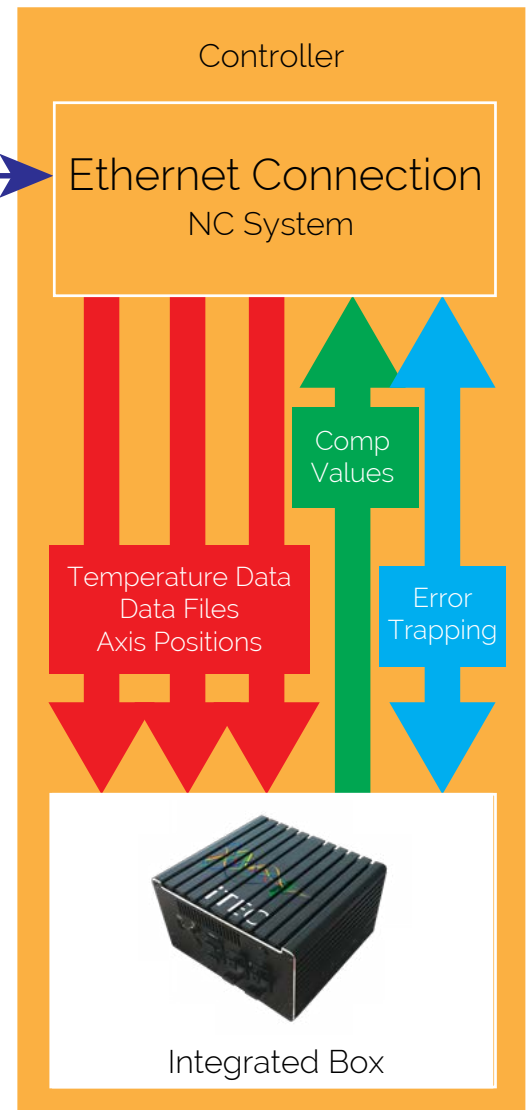 Controller
Ethernet Connection
NC System
Comp
Values
Temperature Data
Data Files
Axis Positions
Error
Trapping
Integrated Box